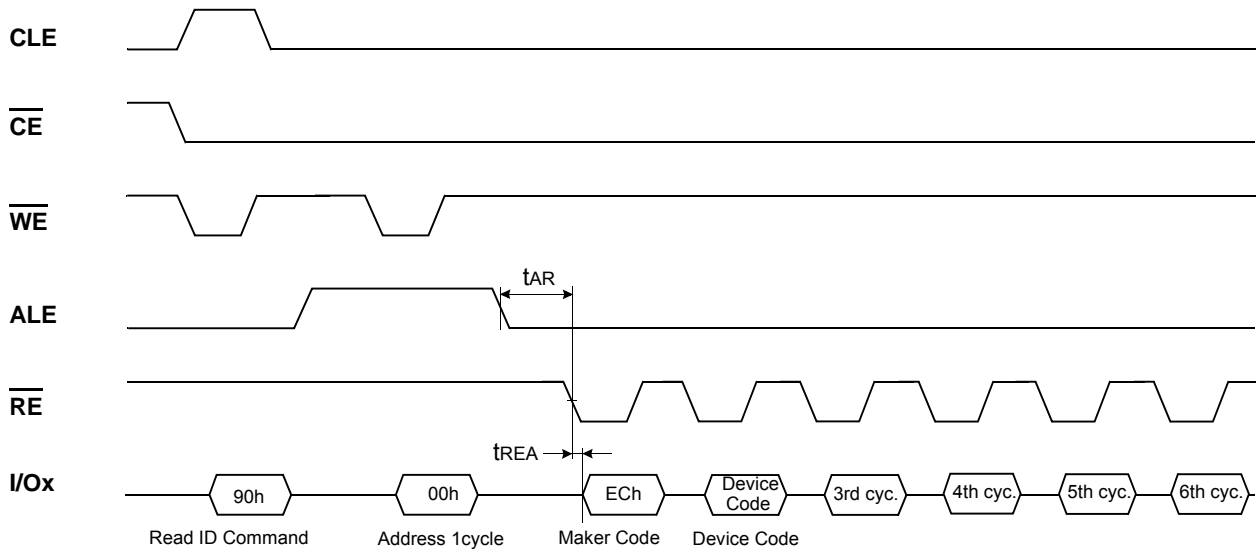 CLE
CE
WE
ALE
tAR
RE
tREA
I/Ox
90h
00h
ECh
Device
Code
3rd cyc.
4th cyc.
5th cyc.
6th cyc.
Read ID Command
Address 1cycle
Maker Code
Device Code